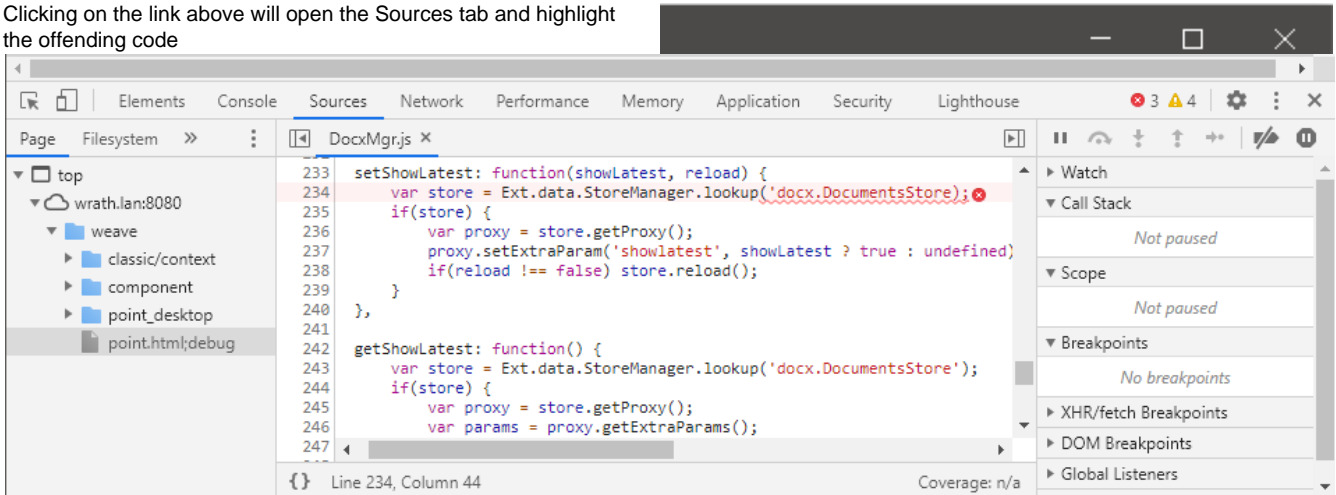 Clicking on the link above will open the Sources tab and highlight
the offending code
Elements Console Sources Network Performance Memory Application Security Lighthouse 3 4
Page Filesystem » DocxMgr.js ×
top
wrath.lan:8080
weave
classic/context
component
point_desktop
point.html;debug
233 setShowLatest: function(showLatest, reload) {
234 var store = Ext.data.StoreManager.lookup('docx.DocumentsStore);
235 if(store) {
236 var proxy = store.getProxy();
237 proxy.setExtraParam('showlatest', showLatest ? true : undefined)
238 if(reload !== false) store.reload();
239 }
240 },
241
242 getShowLatest: function() {
243 var store = Ext.data.StoreManager.lookup('docx.DocumentsStore');
244 if(store) {
245 var proxy = store.getProxy();
246 var params = proxy.getExtraParams();
247
{} Line 234, Column 44 Coverage: n/a
Watch
Call Stack
Not paused
Scope
Not paused
Breakpoints
No breakpoints
XHR/fetch Breakpoints
DOM Breakpoints
Global Listeners